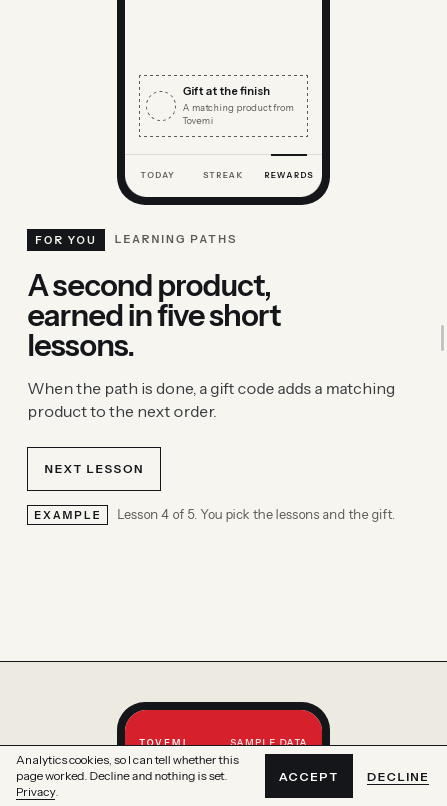 Gift at the finish
A matching product from
Tovemi
TODAY STREAK REWARDS
FOR YOU LEARNING PATHS
A second product,
earned in five short
lessons.
When the path is done, a gift code adds a matching
product to the next order.
NEXT LESSON
EXAMPLE Lesson 4 of 5. You pick the lessons and the gift.
TOVEMI SAMPLE DATA
Analytics cookies, so I can tell whether this
page worked. Decline and nothing is set.
Privacy.
ACCEPT DECLINE